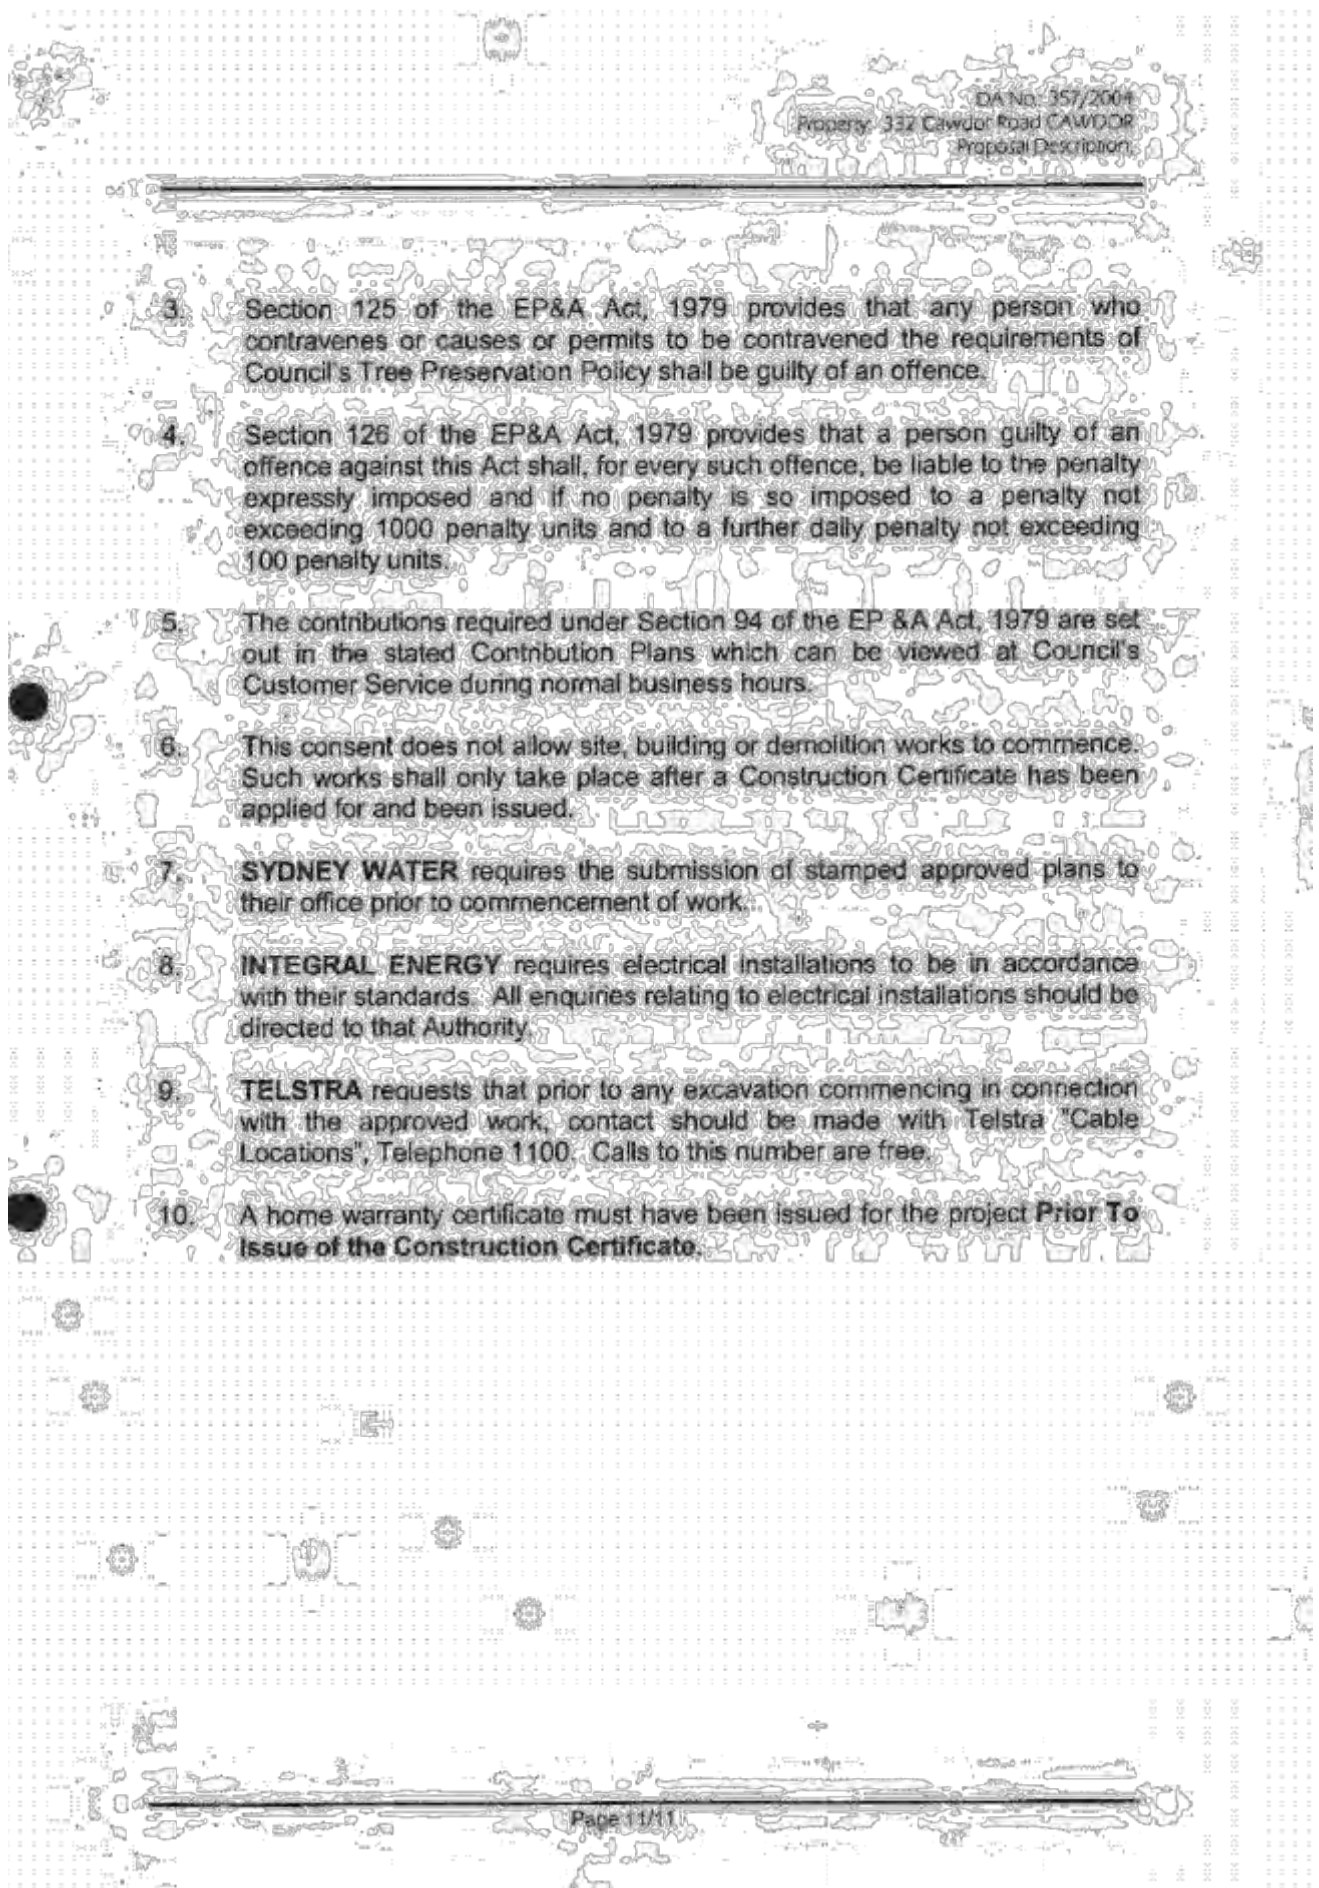 DA No: 357/2004
Property: 332 Cawdor Road CAWDOR
Proposal Description:
3. Section 125 of the EP&A Act, 1979 provides that any person who
contravenes or causes or permits to be contravened the requirements of
Council's Tree Preservation Policy shall be guilty of an offence.
4. Section 126 of the EP&A Act, 1979 provides that a person guilty of an
offence against this Act shall, for every such offence, be liable to the penalty
expressly imposed and if no penalty is so imposed to a penalty not
exceeding 1000 penalty units and to a further daily penalty not exceeding
100 penalty units.
5. The contributions required under Section 94 of the EP &A Act, 1979 are set
out in the stated Contribution Plans which can be viewed at Council's
Customer Service during normal business hours.
6. This consent does not allow site, building or demolition works to commence.
Such works shall only take place after a Construction Certificate has been
applied for and been issued.
7. SYDNEY WATER requires the submission of stamped approved plans to
their office prior to commencement of work.
8. INTEGRAL ENERGY requires electrical installations to be in accordance
with their standards. All enquiries relating to electrical installations should be
directed to that Authority.
9. TELSTRA requests that prior to any excavation commencing in connection
with the approved work, contact should be made with Telstra "Cable
Locations", Telephone 1100. Calls to this number are free.
10. A home warranty certificate must have been issued for the project Prior To
Issue of the Construction Certificate.
Page 11/11